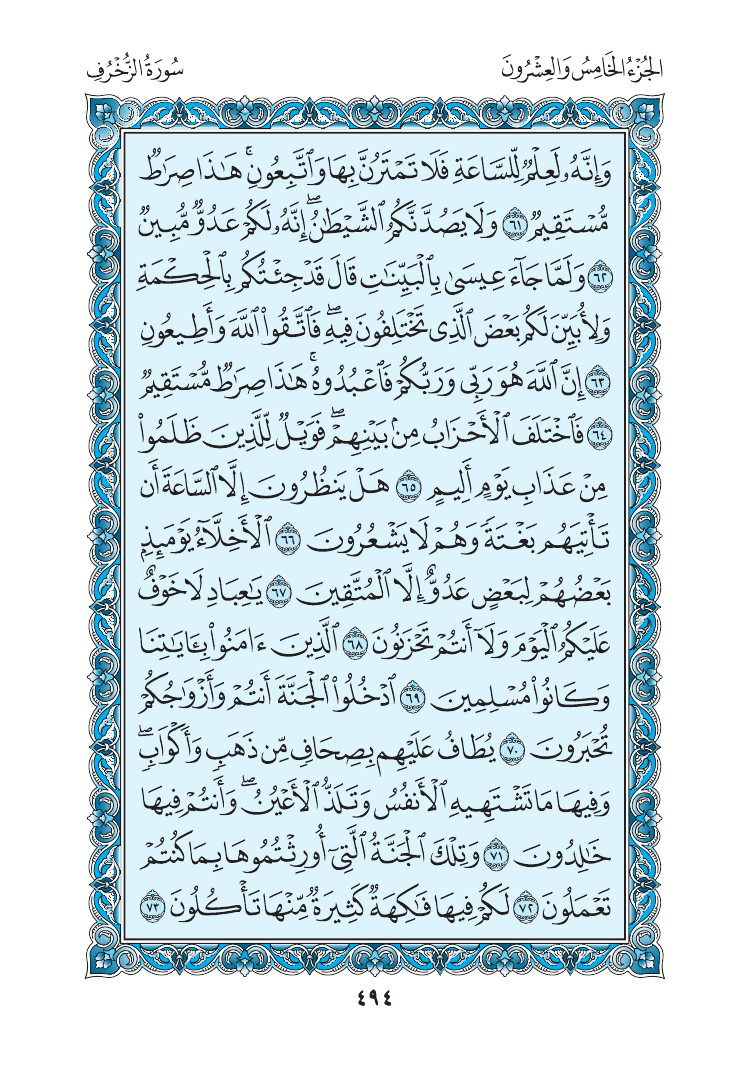 الجُزْءُ الخَامِسُ وَالعِشْرُونَ
سُورَةُ الزُّخْرُفِ
وَإِنَّهُۥ لَعِلۡمٞ لِّلسَّاعَةِ فَلَا تَمۡتَرُنَّ بِهَا وَٱتَّبِعُونِۚ هَٰذَا صِرَٰطٞ
مُّسۡتَقِيمٞ ٦١ وَلَا يَصُدَّنَّكُمُ ٱلشَّيۡطَٰنُۖ إِنَّهُۥ لَكُمۡ عَدُوّٞ مُّبِينٞ
٦٢ وَلَمَّا جَآءَ عِيسَىٰ بِٱلۡبَيِّنَٰتِ قَالَ قَدۡ جِئۡتُكُم بِٱلۡحِكۡمَةِ
وَلِأُبَيِّنَ لَكُم بَعۡضَ ٱلَّذِي تَخۡتَلِفُونَ فِيهِۖ فَٱتَّقُواْ ٱللَّهَ وَأَطِيعُونِ
٦٣ إِنَّ ٱللَّهَ هُوَ رَبِّي وَرَبُّكُمۡ فَٱعۡبُدُوهُۚ هَٰذَا صِرَٰطٞ مُّسۡتَقِيمٞ
٦٤ فَٱخۡتَلَفَ ٱلۡأَحۡزَابُ مِنۢ بَيۡنِهِمۡۖ فَوَيۡلٞ لِّلَّذِينَ ظَلَمُواْ
مِنۡ عَذَابِ يَوۡمٍ أَلِيمٍ ٦٥ هَلۡ يَنظُرُونَ إِلَّا ٱلسَّاعَةَ أَن
تَأۡتِيَهُم بَغۡتَةٗ وَهُمۡ لَا يَشۡعُرُونَ ٦٦ ٱلۡأَخِلَّآءُ يَوۡمَئِذِۭ
بَعۡضُهُمۡ لِبَعۡضٍ عَدُوٌّ إِلَّا ٱلۡمُتَّقِينَ ٦٧ يَٰعِبَادِ لَا خَوۡفٌ
عَلَيۡكُمُ ٱلۡيَوۡمَ وَلَآ أَنتُمۡ تَحۡزَنُونَ ٦٨ ٱلَّذِينَ ءَامَنُواْ بِـَٔايَٰتِنَا
وَكَانُواْ مُسۡلِمِينَ ٦٩ ٱدۡخُلُواْ ٱلۡجَنَّةَ أَنتُمۡ وَأَزۡوَٰجُكُمۡ
تُحۡبَرُونَ ٧٠ يُطَافُ عَلَيۡهِم بِصِحَافٖ مِّن ذَهَبٖ وَأَكۡوَابٖۖ
وَفِيهَا مَا تَشۡتَهِيهِ ٱلۡأَنفُسُ وَتَلَذُّ ٱلۡأَعۡيُنُۖ وَأَنتُمۡ فِيهَا
خَٰلِدُونَ ٧١ وَتِلۡكَ ٱلۡجَنَّةُ ٱلَّتِيٓ أُورِثۡتُمُوهَا بِمَا كُنتُمۡ
تَعۡمَلُونَ ٧٢ لَكُمۡ فِيهَا فَٰكِهَةٞ كَثِيرَةٞ مِّنۡهَا تَأۡكُلُونَ ٧٣
٤٩٤